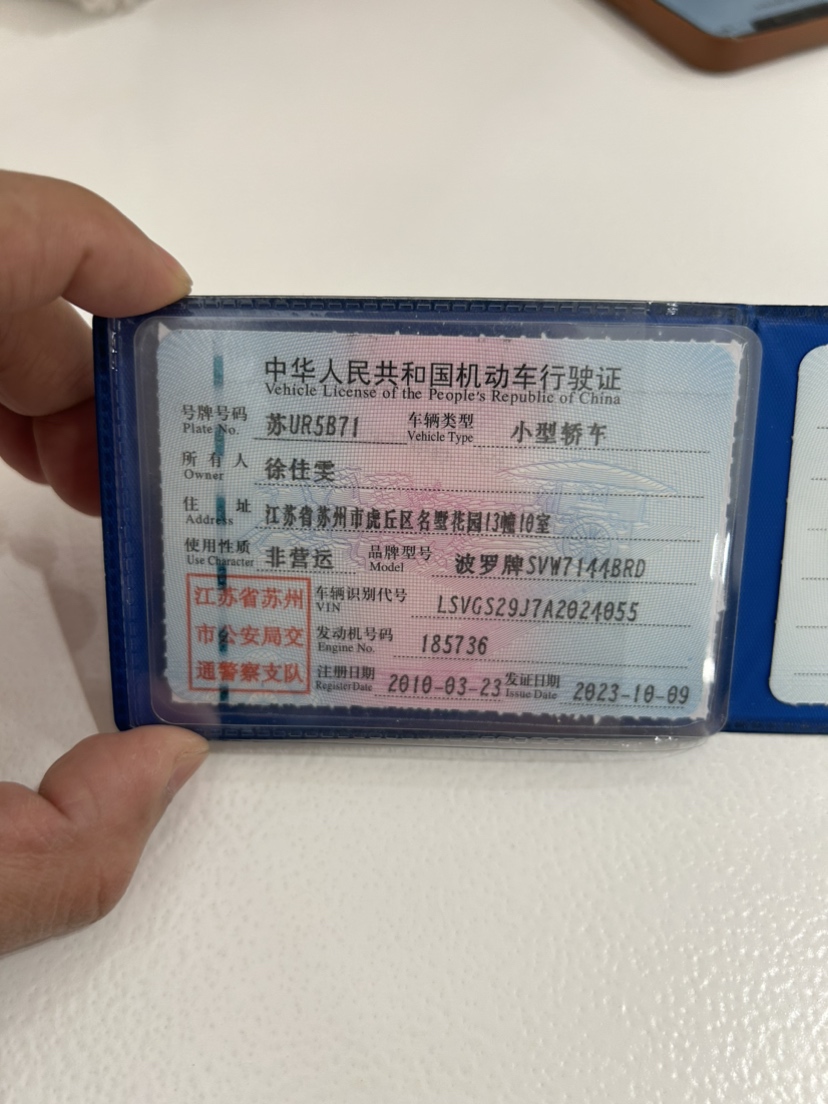 中华人民共和国机动车行驶证
Vehicle License of the People's Republic of China
号牌号码 苏UR5B71 车辆类型 小型轿车
Plate No. Vehicle Type
所有人 徐佳雯
Owner
住址 江苏省苏州市虎丘区名墅花园13幢10室
Address
使用性质 非营运 品牌型号 波罗牌SVW7144BRD
Use Character Model
江苏省苏州
市公安局交
通警察支队
车辆识别代号 LSVGS29J7A2024055
VIN
发动机号码 185736
Engine No.
注册日期 2010-03-23 发证日期 2023-10-09
Register Date Issue Date